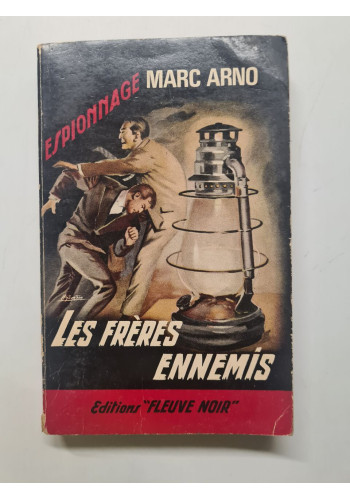 ESPIONNAGE
MARC ARNO
LES FRÈRES
ENNEMIS
Editions "FLEUVE NOIR"